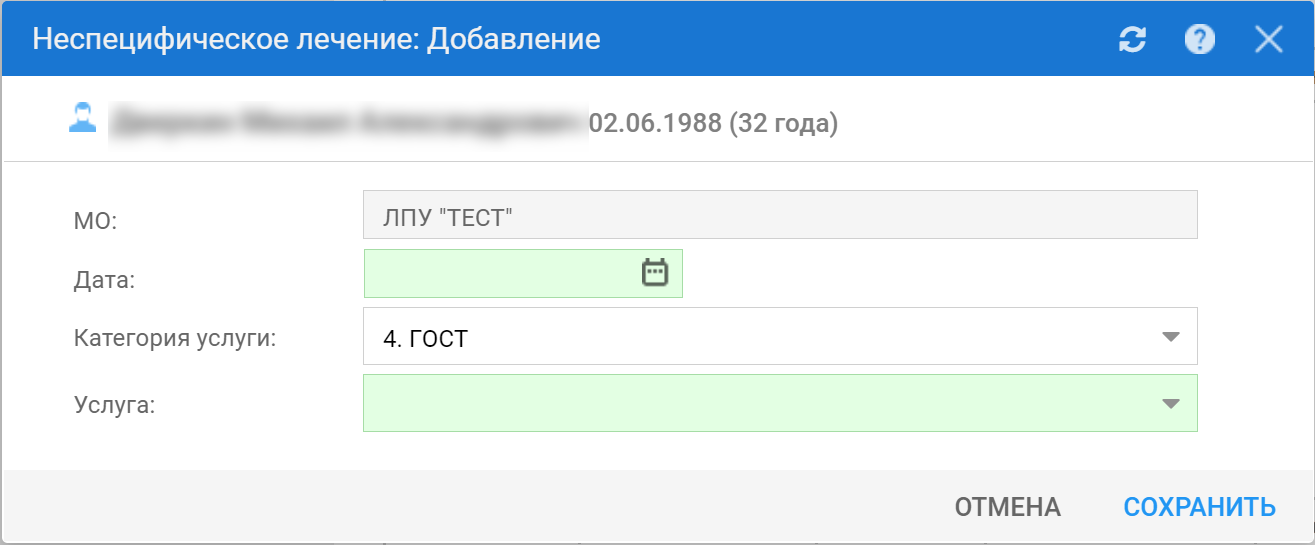 Неспецифическое лечение: Добавление
02.06.1988 (32 года)
МО:
ЛПУ "ТЕСТ"
Дата:
Категория услуги:
4. ГОСТ
Услуга:
ОТМЕНА
СОХРАНИТЬ